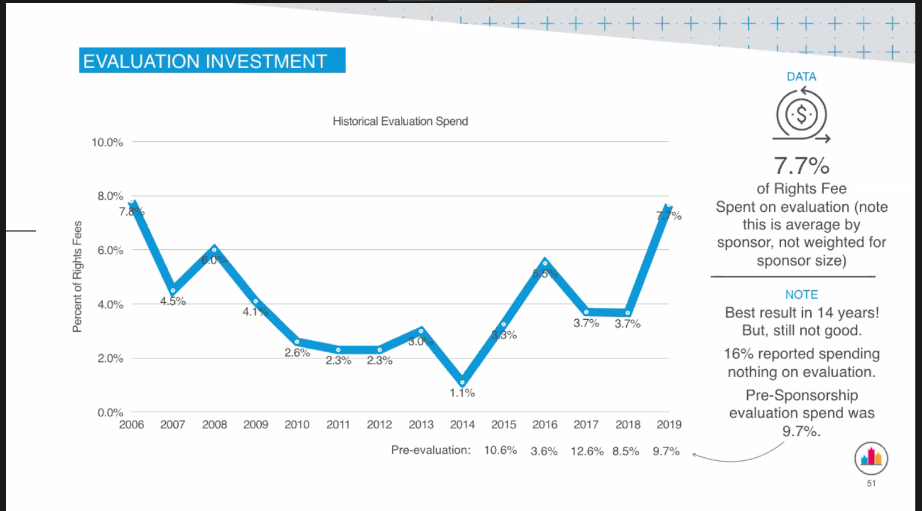 EVALUATION INVESTMENT
Historical Evaluation Spend
10.0%
8.0%
6.0%
4.0%
2.0%
0.0%
Percent of Rights Fees
7.8%
4.5%
6.0%
4.1%
2.6%
2.3%
2.3%
3.0%
1.1%
3.3%
5.5%
3.7%
3.7%
7.7%
2006 2007 2008 2009 2010 2011 2012 2013 2014 2015 2016 2017 2018 2019
Pre-evaluation: 10.6% 3.6% 12.6% 8.5% 9.7%
DATA
$
7.7%
of Rights Fee
Spent on evaluation (note
this is average by
sponsor, not weighted for
sponsor size)
NOTE
Best result in 14 years!
But, still not good.
16% reported spending
nothing on evaluation.
Pre-Sponsorship
evaluation spend was
9.7%.
51